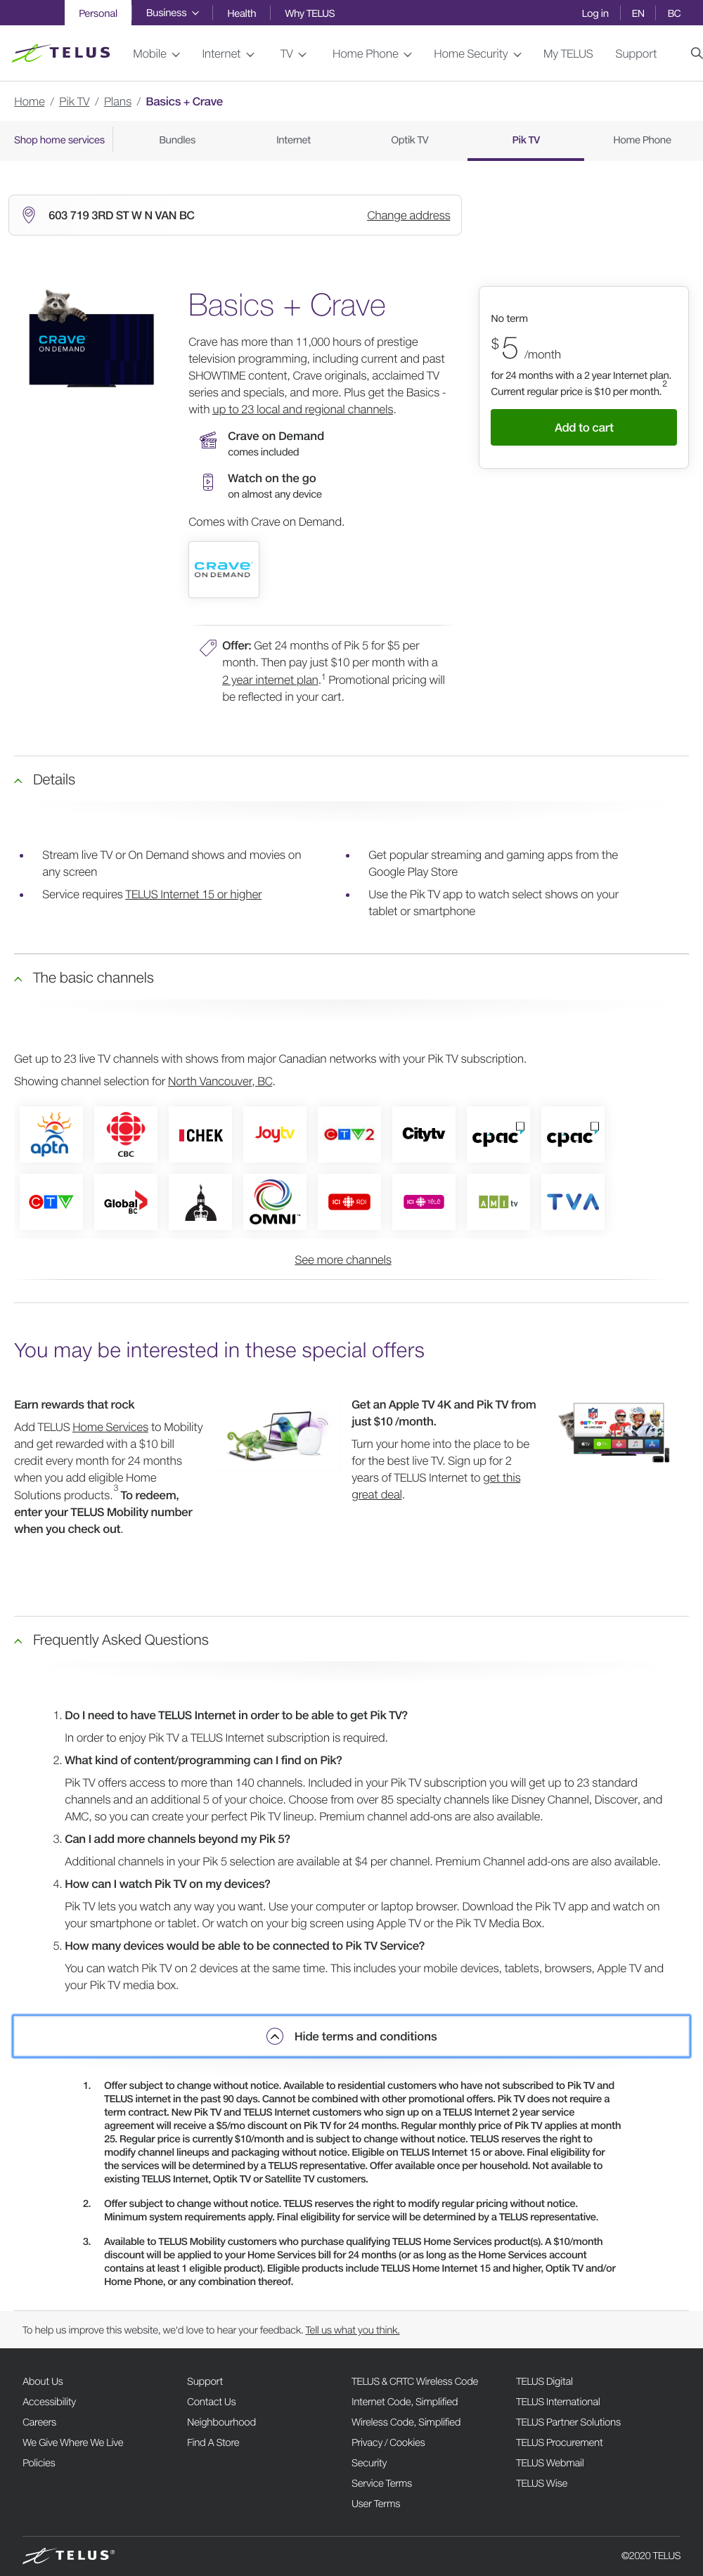 Personal Business Health Why TELUS Log in EN BC
TELUS Mobile Internet TV Home Phone Home Security My TELUS Support
Home / Pik TV / Plans / Basics + Crave
Shop home services Bundles Internet Optik TV Pik TV Home Phone
603 719 3RD ST W N VAN BC Change address
CRAVE
ON DEMAND
Basics + Crave
Crave has more than 11,000 hours of prestige
television programming, including current and past
SHOWTIME content, Crave originals, acclaimed TV
series and specials, and more. Plus get the Basics -
with up to 23 local and regional channels.
Crave on Demand
comes included
Watch on the go
on almost any device
Comes with Crave on Demand.
CRAVE
ON DEMAND
Offer: Get 24 months of Pik 5 for $5 per
month. Then pay just $10 per month with a
2 year internet plan.1 Promotional pricing will
be reflected in your cart.
No term
$5 /month
for 24 months with a 2 year Internet plan.
Current regular price is $10 per month.2
Add to cart
Details
Stream live TV or On Demand shows and movies on
any screen
Service requires TELUS Internet 15 or higher
Get popular streaming and gaming apps from the
Google Play Store
Use the Pik TV app to watch select shows on your
tablet or smartphone
The basic channels
Get up to 23 live TV channels with shows from major Canadian networks with your Pik TV subscription.
Showing channel selection for North Vancouver, BC.
aptn CBC CHEK Joytv CTV2 Citytv cpac cpac
CTV Global BC OMNI ICI RDI ICI TÉLÉ AMI tv TVA
See more channels
You may be interested in these special offers
Earn rewards that rock
Add TELUS Home Services to Mobility
and get rewarded with a $10 bill
credit every month for 24 months
when you add eligible Home
Solutions products.3 To redeem,
enter your TELUS Mobility number
when you check out.
Get an Apple TV 4K and Pik TV from
just $10 /month.
Turn your home into the place to be
for the best live TV. Sign up for 2
years of TELUS Internet to get this
great deal.
Frequently Asked Questions
1. Do I need to have TELUS Internet in order to be able to get Pik TV?
In order to enjoy Pik TV a TELUS Internet subscription is required.
2. What kind of content/programming can I find on Pik?
Pik TV offers access to more than 140 channels. Included in your Pik TV subscription you will get up to 23 standard
channels and an additional 5 of your choice. Choose from over 85 specialty channels like Disney Channel, Discover, and
AMC, so you can create your perfect Pik TV lineup. Premium channel add-ons are also available.
3. Can I add more channels beyond my Pik 5?
Additional channels in your Pik 5 selection are available at $4 per channel. Premium Channel add-ons are also available.
4. How can I watch Pik TV on my devices?
Pik TV lets you watch any way you want. Use your computer or laptop browser. Download the Pik TV app and watch on
your smartphone or tablet. Or watch on your big screen using Apple TV or the Pik TV Media Box.
5. How many devices would be able to be connected to Pik TV Service?
You can watch Pik TV on 2 devices at the same time. This includes your mobile devices, tablets, browsers, Apple TV and
your Pik TV media box.
Hide terms and conditions
1. Offer subject to change without notice. Available to residential customers who have not subscribed to Pik TV and
TELUS internet in the past 90 days. Cannot be combined with other promotional offers. Pik TV does not require a
term contract. New Pik TV and TELUS Internet customers who sign up on a TELUS Internet 2 year service
agreement will receive a $5/mo discount on Pik TV for 24 months. Regular monthly price of Pik TV applies at month
25. Regular price is currently $10/month and is subject to change without notice. TELUS reserves the right to
modify channel lineups and packaging without notice. Eligible on TELUS Internet 15 or above. Final eligibility for
the services will be determined by a TELUS representative. Offer available once per household. Not available to
existing TELUS Internet, Optik TV or Satellite TV customers.
2. Offer subject to change without notice. TELUS reserves the right to modify regular pricing without notice.
Minimum system requirements apply. Final eligibility for service will be determined by a TELUS representative.
3. Available to TELUS Mobility customers who purchase qualifying TELUS Home Services product(s). A $10/month
discount will be applied to your Home Services bill for 24 months (or as long as the Home Services account
contains at least 1 eligible product). Eligible products include TELUS Home Internet 15 and higher, Optik TV and/or
Home Phone, or any combination thereof.
To help us improve this website, we'd love to hear your feedback. Tell us what you think.
About Us
Accessibility
Careers
We Give Where We Live
Policies
Support
Contact Us
Neighbourhood
Find A Store
TELUS & CRTC Wireless Code
Internet Code, Simplified
Wireless Code, Simplified
Privacy / Cookies
Security
Service Terms
User Terms
TELUS Digital
TELUS International
TELUS Partner Solutions
TELUS Procurement
TELUS Webmail
TELUS Wise
TELUS® ©2020 TELUS